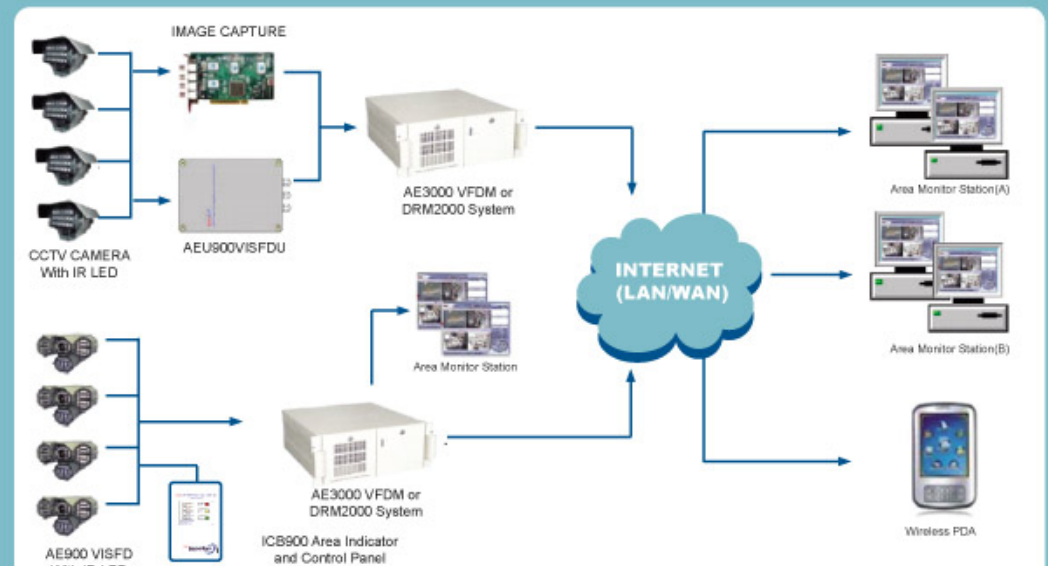 IMAGE CAPTURE
CCTV CAMERA
With IR LED
AEU900VISFDU
AE3000 VFDM or
DRM2000 System
INTERNET
(LAN/WAN)
Area Monitor Station(A)
Area Monitor Station(B)
Area Monitor Station
AE3000 VFDM or
DRM2000 System
ICB900 Area Indicator
and Control Panel
AE900 VISFD
Wireless PDA